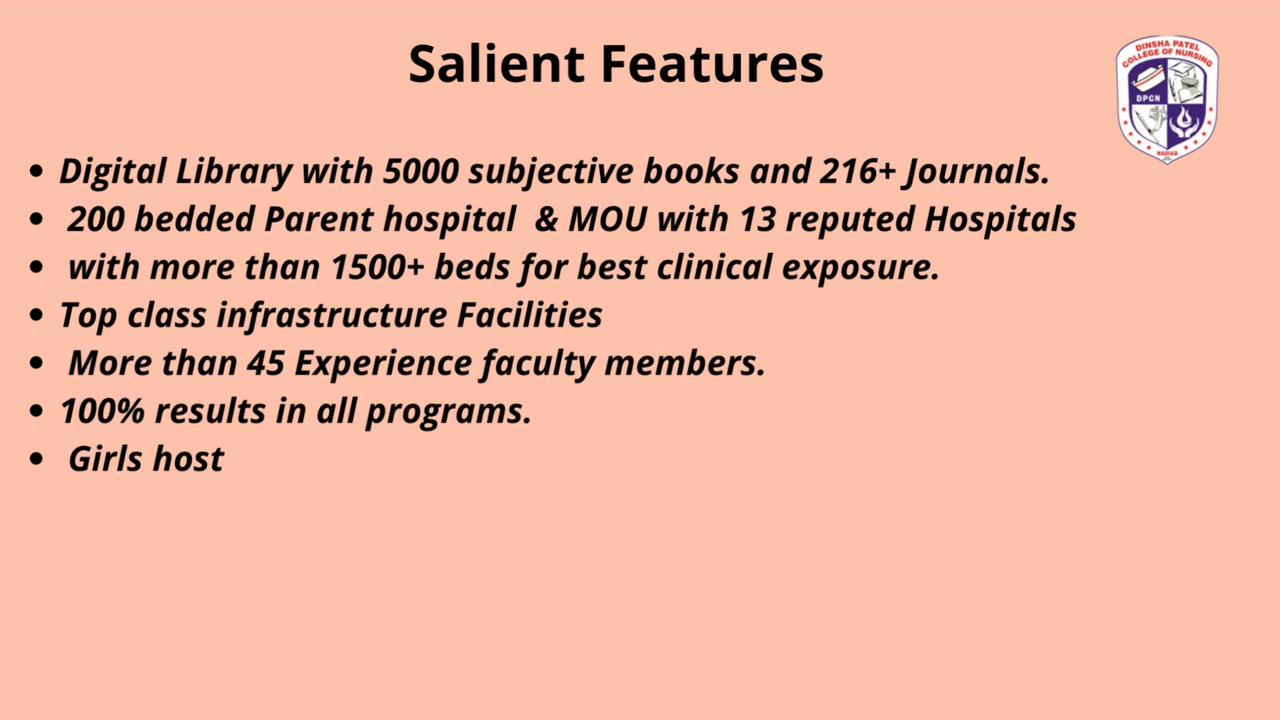 Salient Features
DINSHA PATEL
COLLEGE OF NURSING
DPCN
NADIAD
• Digital Library with 5000 subjective books and 216+ Journals.
• 200 bedded Parent hospital & MOU with 13 reputed Hospitals
• with more than 1500+ beds for best clinical exposure.
• Top class infrastructure Facilities
• More than 45 Experience faculty members.
• 100% results in all programs.
• Girls host